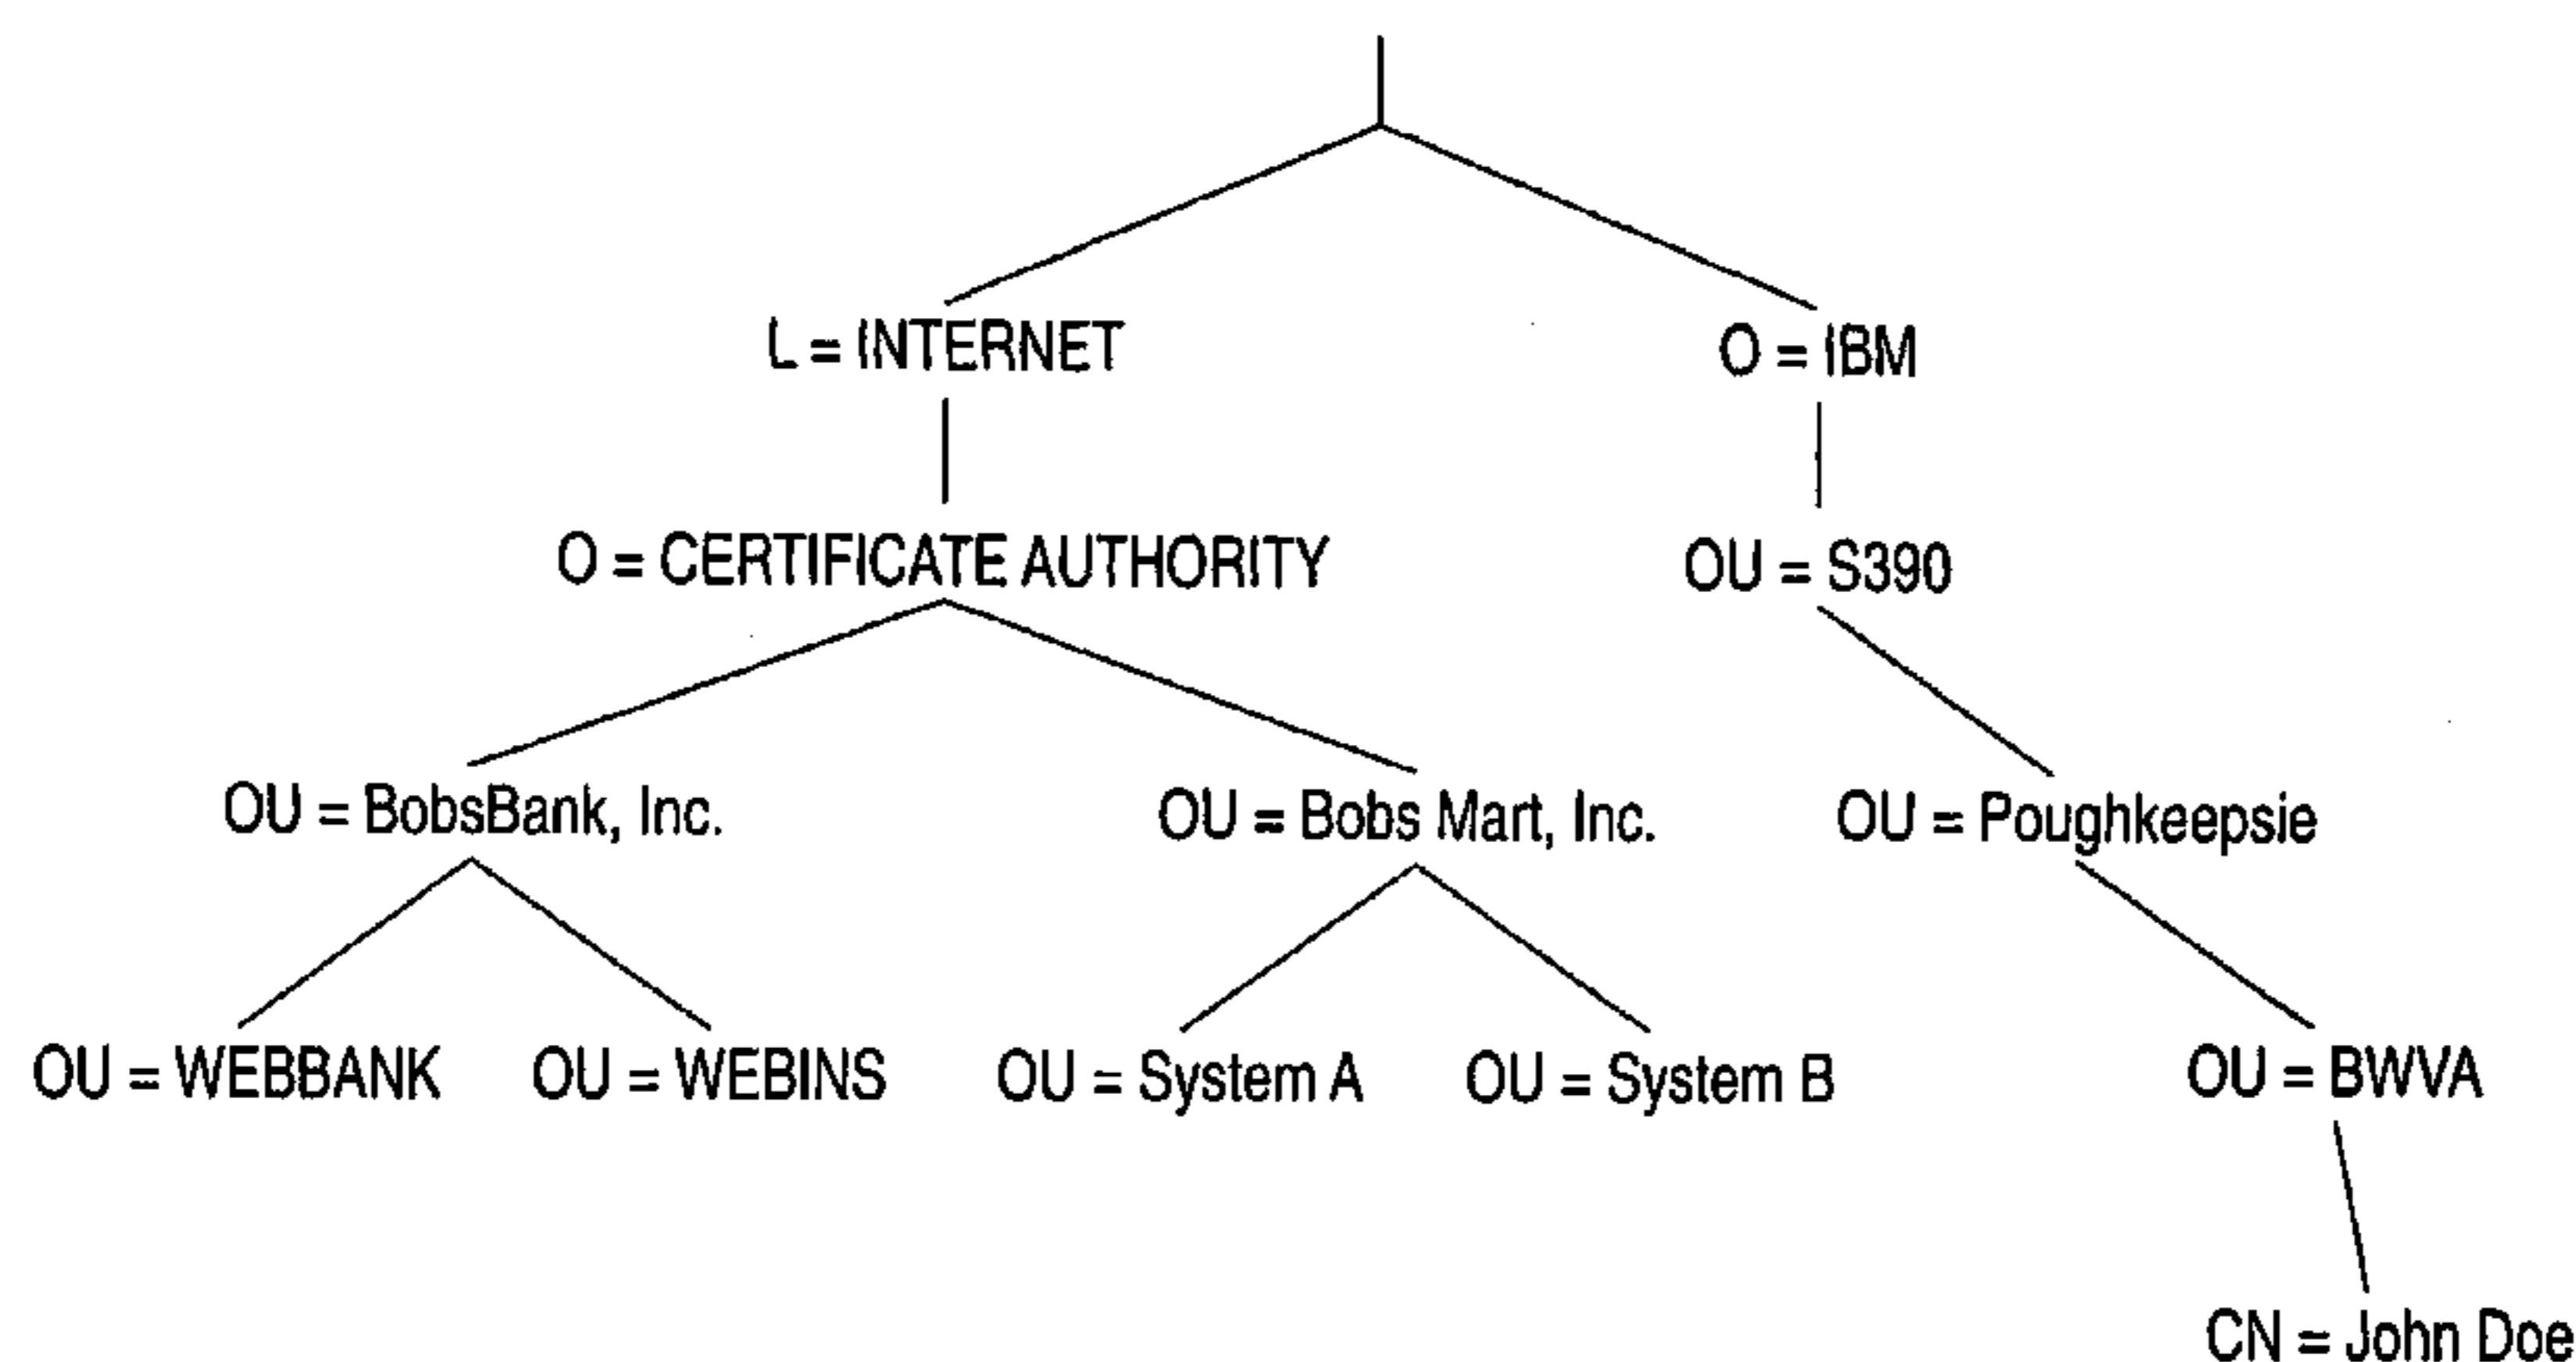 L = INTERNET
O = IBM
O = CERTIFICATE AUTHORITY
OU = S390
OU = BobsBank, Inc.
OU = Bobs Mart, Inc.
OU = Poughkeepsie
OU = WEBBANK
OU = WEBINS
OU = System A
OU = System B
OU = BWVA
CN = John Doe